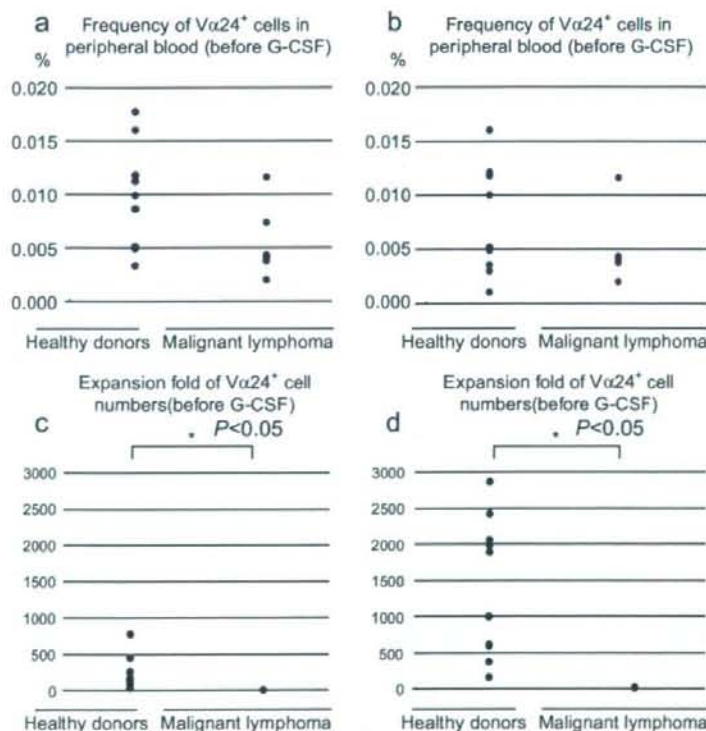 a
Frequency of Vα24⁺ cells in
peripheral blood (before G-CSF)
%
0.020
0.015
0.010
0.005
0.000
Healthy donors Malignant lymphoma
b
Frequency of Vα24⁺ cells in
peripheral blood (before G-CSF)
%
0.020
0.015
0.010
0.005
0.000
Healthy donors Malignant lymphoma
Expansion fold of Vα24⁺ cell
numbers(before G-CSF)
c
* P<0.05
3000
2500
2000
1500
1000
500
0
Healthy donors Malignant lymphoma
Expansion fold of Vα24⁺ cell
numbers(before G-CSF)
d
* P<0.05
3000
2500
2000
1500
1000
500
0
Healthy donors Malignant lymphoma